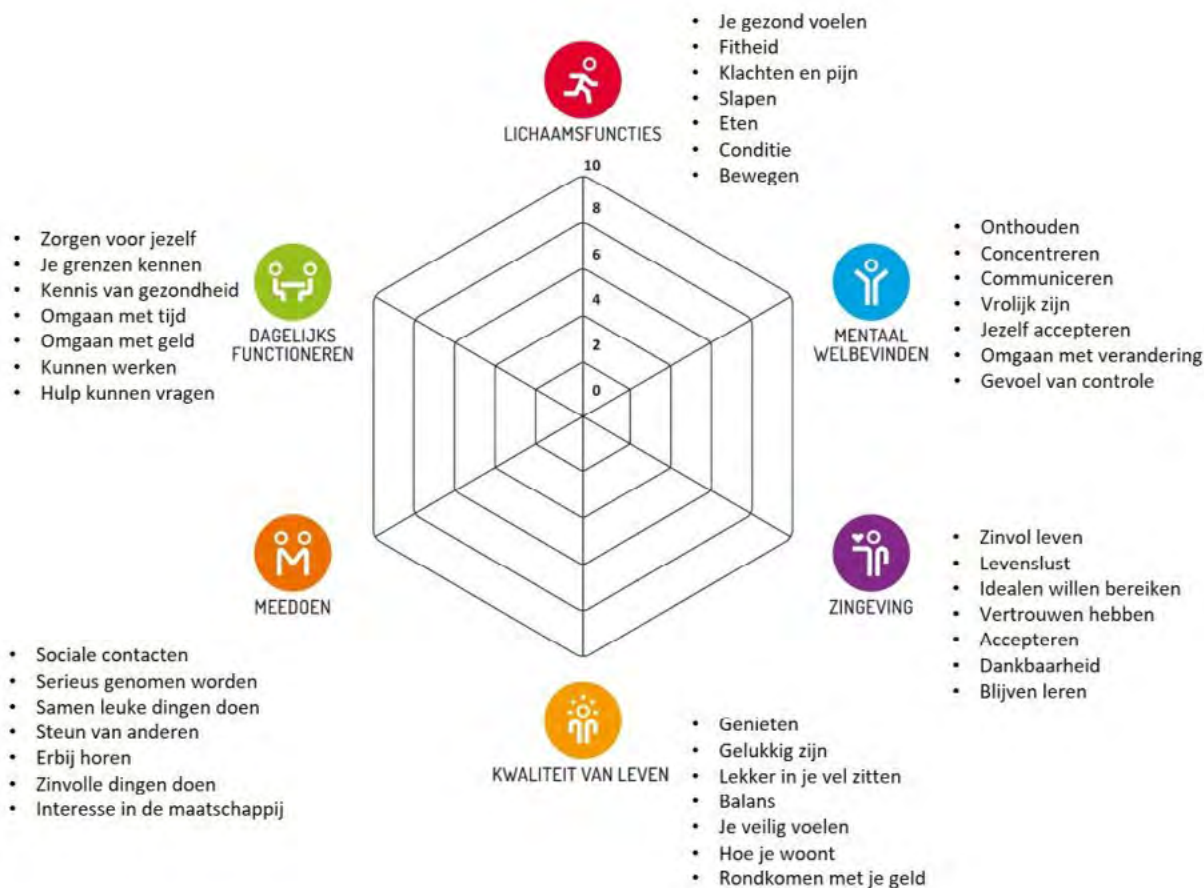 • Je gezond voelen
• Fitheid
• Klachten en pijn
• Slapen
• Eten
• Conditie
• Bewegen
LICHAAMSFUNCTIES
10
8
6
4
2
0
• Onthouden
• Concentreren
• Communiceren
• Vrolijk zijn
• Jezelf accepteren
• Omgaan met verandering
• Gevoel van controle
MENTAAL
WELBEVINDEN
• Zinvol leven
• Levenslust
• Idealen willen bereiken
• Vertrouwen hebben
• Accepteren
• Dankbaarheid
• Blijven leren
ZINGEVING
• Genieten
• Gelukkig zijn
• Lekker in je vel zitten
• Balans
• Je veilig voelen
• Hoe je woont
• Rondkomen met je geld
KWALITEIT VAN LEVEN
MEEDOEN
• Sociale contacten
• Serieus genomen worden
• Samen leuke dingen doen
• Steun van anderen
• Erbij horen
• Zinvolle dingen doen
• Interesse in de maatschappij
• Zorgen voor jezelf
• Je grenzen kennen
• Kennis van gezondheid
• Omgaan met tijd
• Omgaan met geld
• Kunnen werken
• Hulp kunnen vragen
DAGELIJKS
FUNCTIONEREN